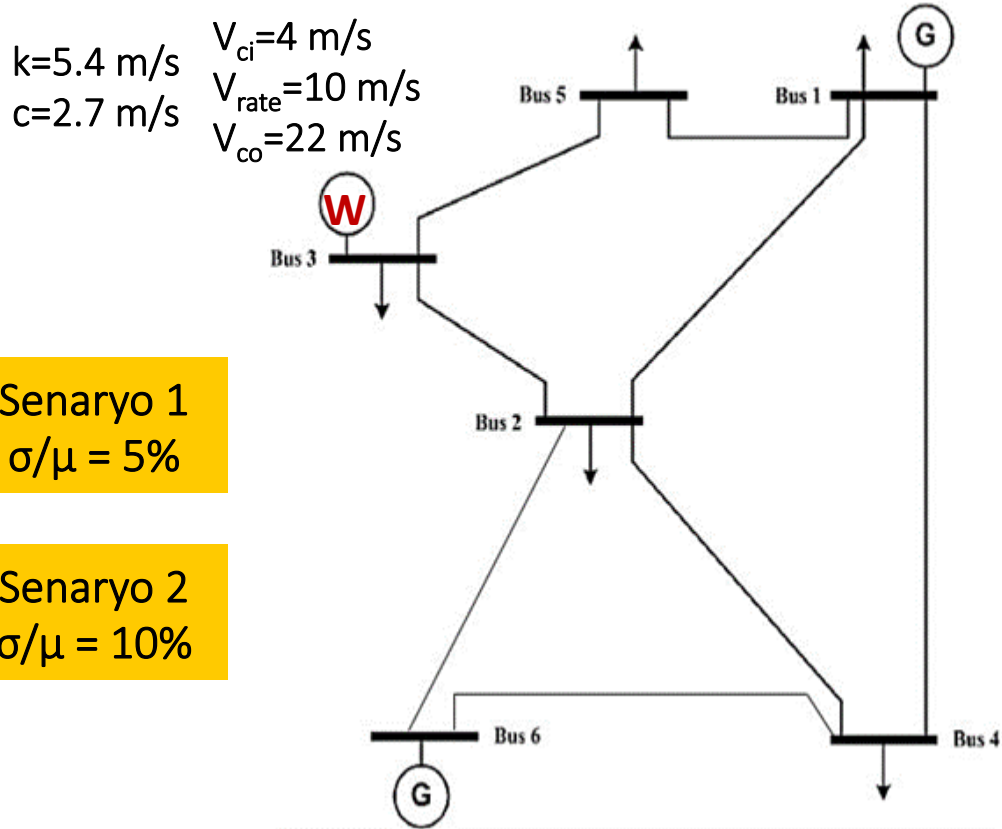 k=5.4 m/s
c=2.7 m/s
Vci=4 m/s
Vrate=10 m/s
Vco=22 m/s
G
Bus 5
Bus 1
W
Bus 3
Senaryo 1
σ/μ = 5%
Bus 2
Senaryo 2
σ/μ = 10%
Bus 6
Bus 4
G